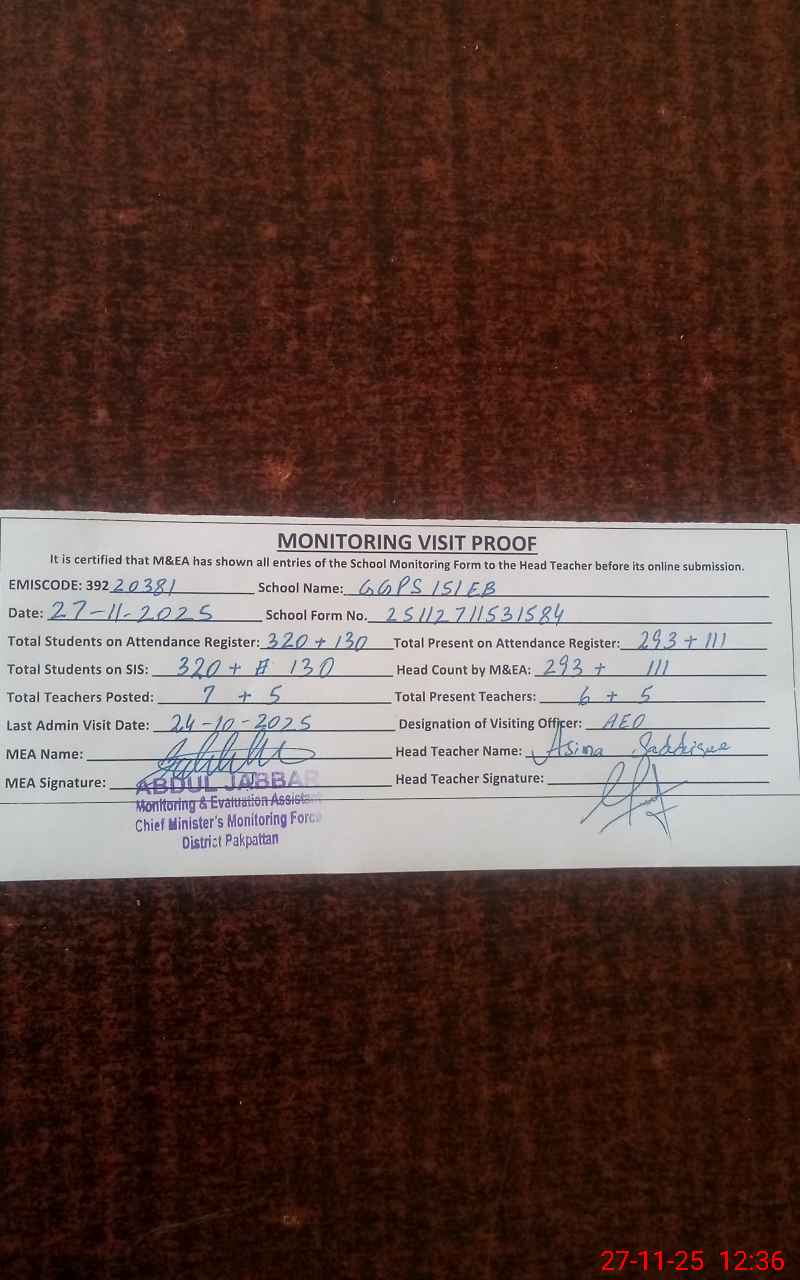 MONITORING VISIT PROOF
It is certified that M&EA has shown all entries of the School Monitoring Form to the Head Teacher before its online submission.
EMISCODE: 39220381 School Name: GGPS 151 EB
Date: 27-11-2025 School Form No. 25112711531584
Total Students on Attendance Register: 320 + 130 Total Present on Attendance Register: 293 + 111
Total Students on SIS: 320 + 130 Head Count by M&EA: 293 + 111
Total Teachers Posted: 7 + 5 Total Present Teachers: 6 + 5
Last Admin Visit Date: 24-10-2025 Designation of Visiting Officer: AEO
MEA Name: Head Teacher Name: Asima
MEA Signature: Head Teacher Signature:
ABDUL JABBAR
Monitoring & Evaluation Assistant
Chief Minister's Monitoring Force
District Pakpattan
27-11-25 12:36